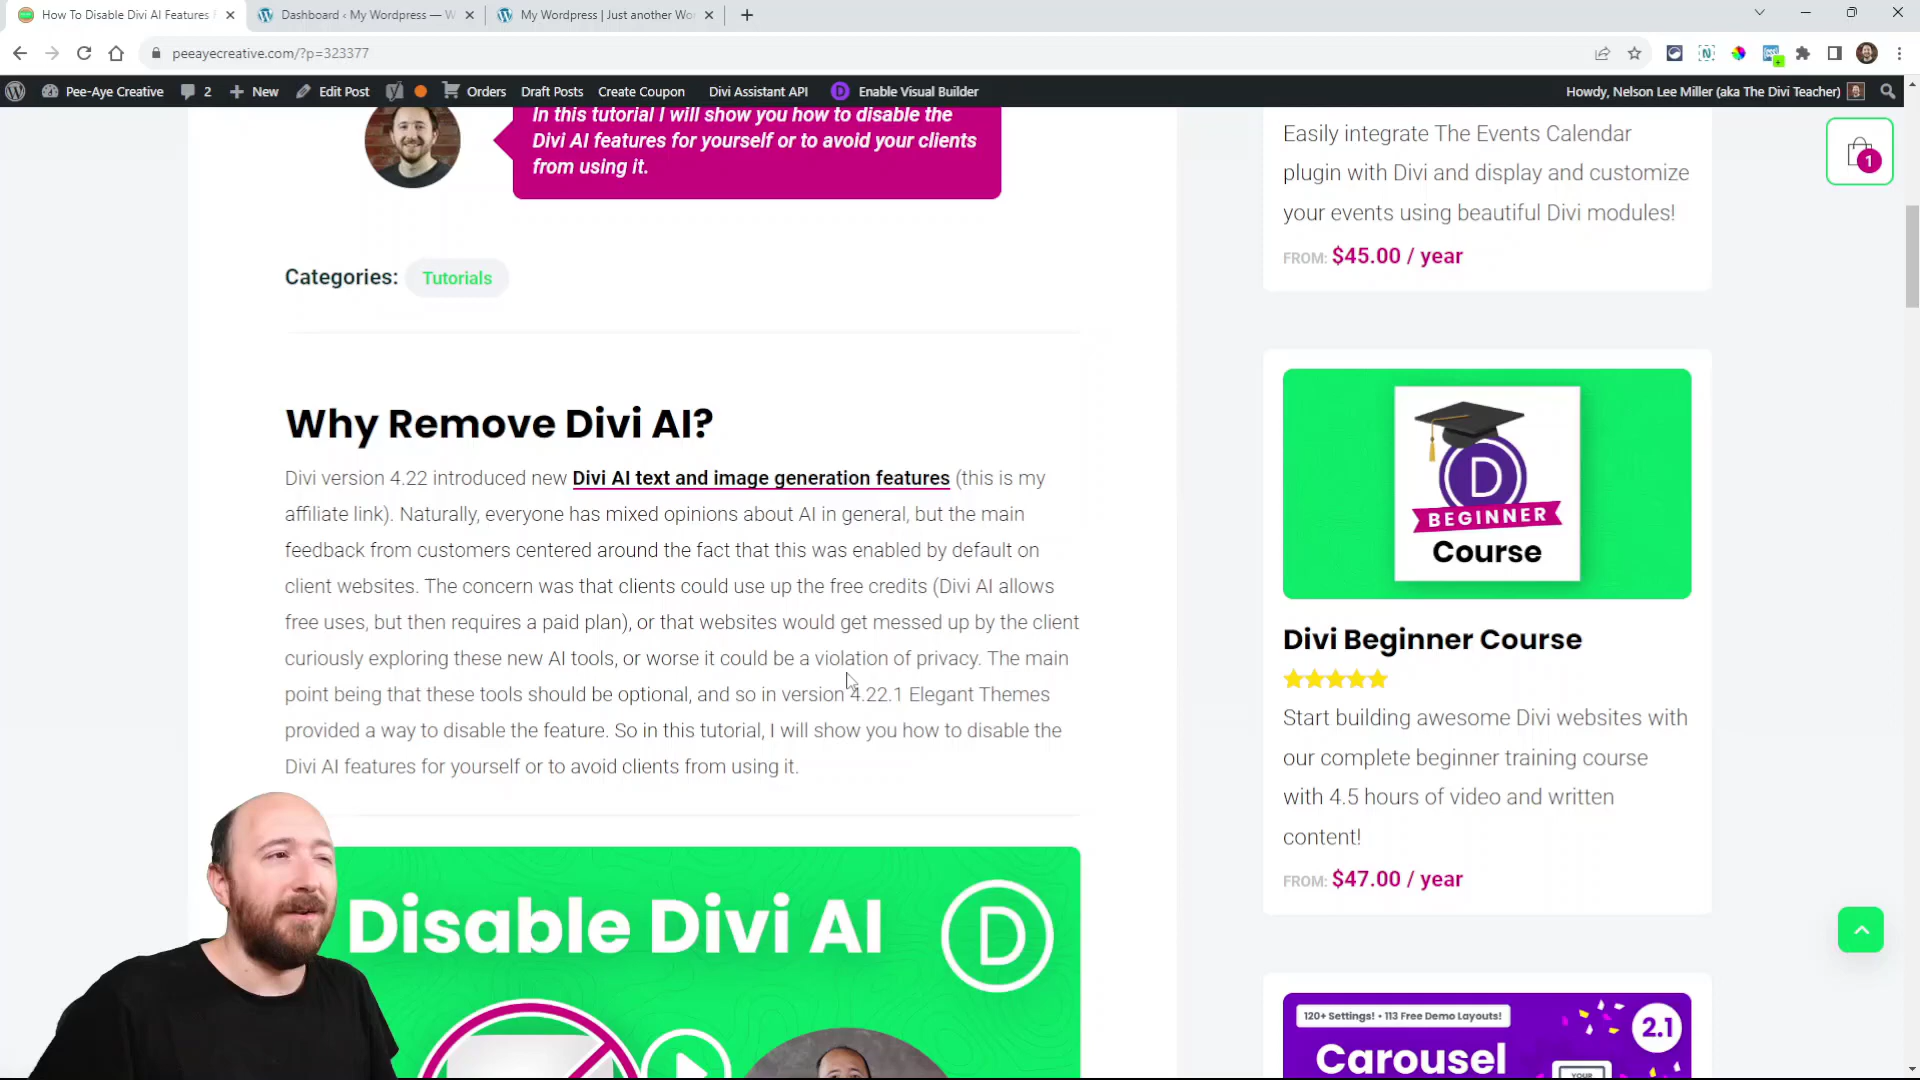 How To Disable Divi AI Features
Dashboard ‹ My Wordpress — W
My Wordpress | Just another Wo
peeayecreative.com/?p=323377
Pee-Aye Creative
2
New
Edit Post
Orders
Draft Posts
Create Coupon
Divi Assistant API
D
Enable Visual Builder
Howdy, Nelson Lee Miller (aka The Divi Teacher)
In this tutorial I will show you how to disable the
Divi AI features for yourself or to avoid your clients
from using it.
Categories: Tutorials
Why Remove Divi AI?
Divi version 4.22 introduced new Divi AI text and image generation features (this is my
affiliate link). Naturally, everyone has mixed opinions about AI in general, but the main
feedback from customers centered around the fact that this was enabled by default on
client websites. The concern was that clients could use up the free credits (Divi AI allows
free uses, but then requires a paid plan), or that websites would get messed up by the client
curiously exploring these new AI tools, or worse it could be a violation of privacy. The main
point being that these tools should be optional, and so in version 4.22.1 Elegant Themes
provided a way to disable the feature. So in this tutorial, I will show you how to disable the
Divi AI features for yourself or to avoid clients from using it.
Disable Divi AI
D
Easily integrate The Events Calendar
plugin with Divi and display and customize
your events using beautiful Divi modules!
FROM: $45.00 / year
1
D
BEGINNER
Course
Divi Beginner Course
Start building awesome Divi websites with
our complete beginner training course
with 4.5 hours of video and written
content!
FROM: $47.00 / year
120+ Settings! • 113 Free Demo Layouts!
2.1
Carousel
YOUR